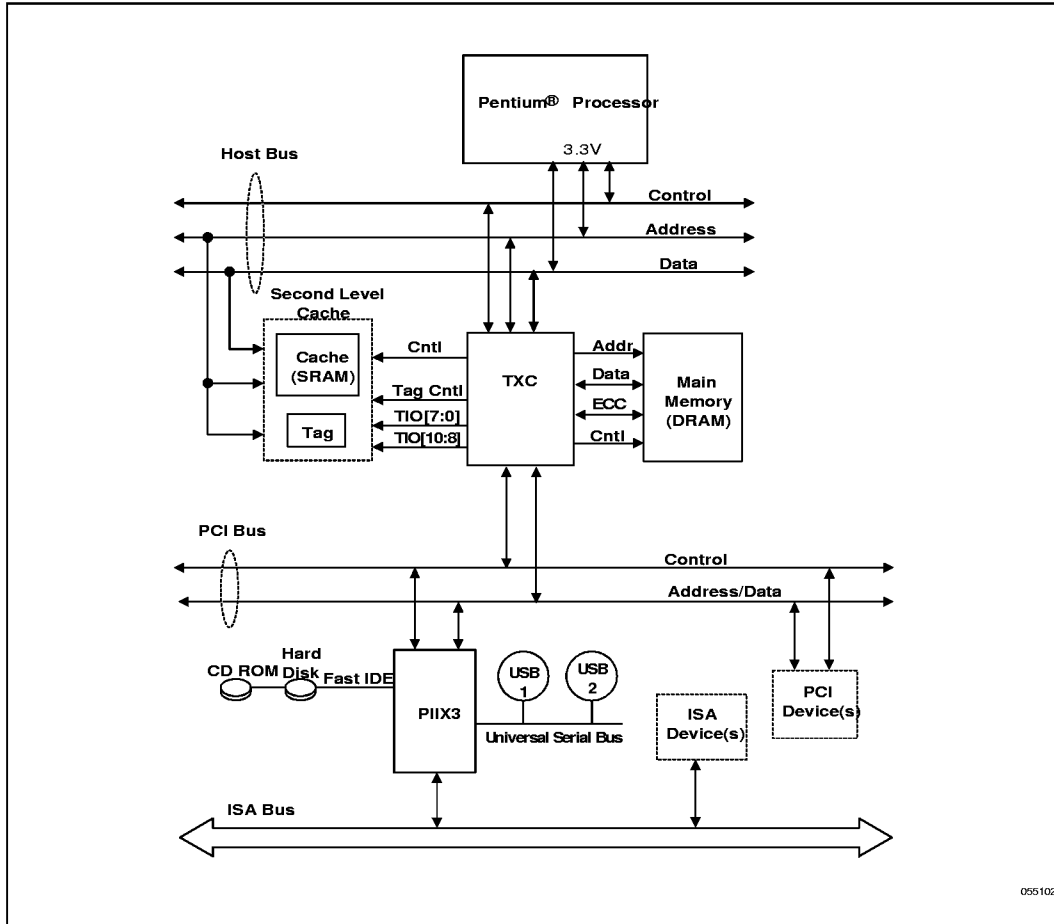 Pentium® Processor
3.3V
Host Bus
Control
Address
Data
Second Level
Cache
Cache
(SRAM)
Tag
Cntl
Tag Cntl
TIO[7:0]
TIO[10:8]
TXC
Addr
Data
ECC
Cntl
Main
Memory
(DRAM)
PCI Bus
Control
Address/Data
CD ROM
Hard
Disk
Fast IDE
PIIX3
USB
1
USB
2
Universal Serial Bus
ISA
Device(s)
PCI
Device(s)
ISA Bus
055102